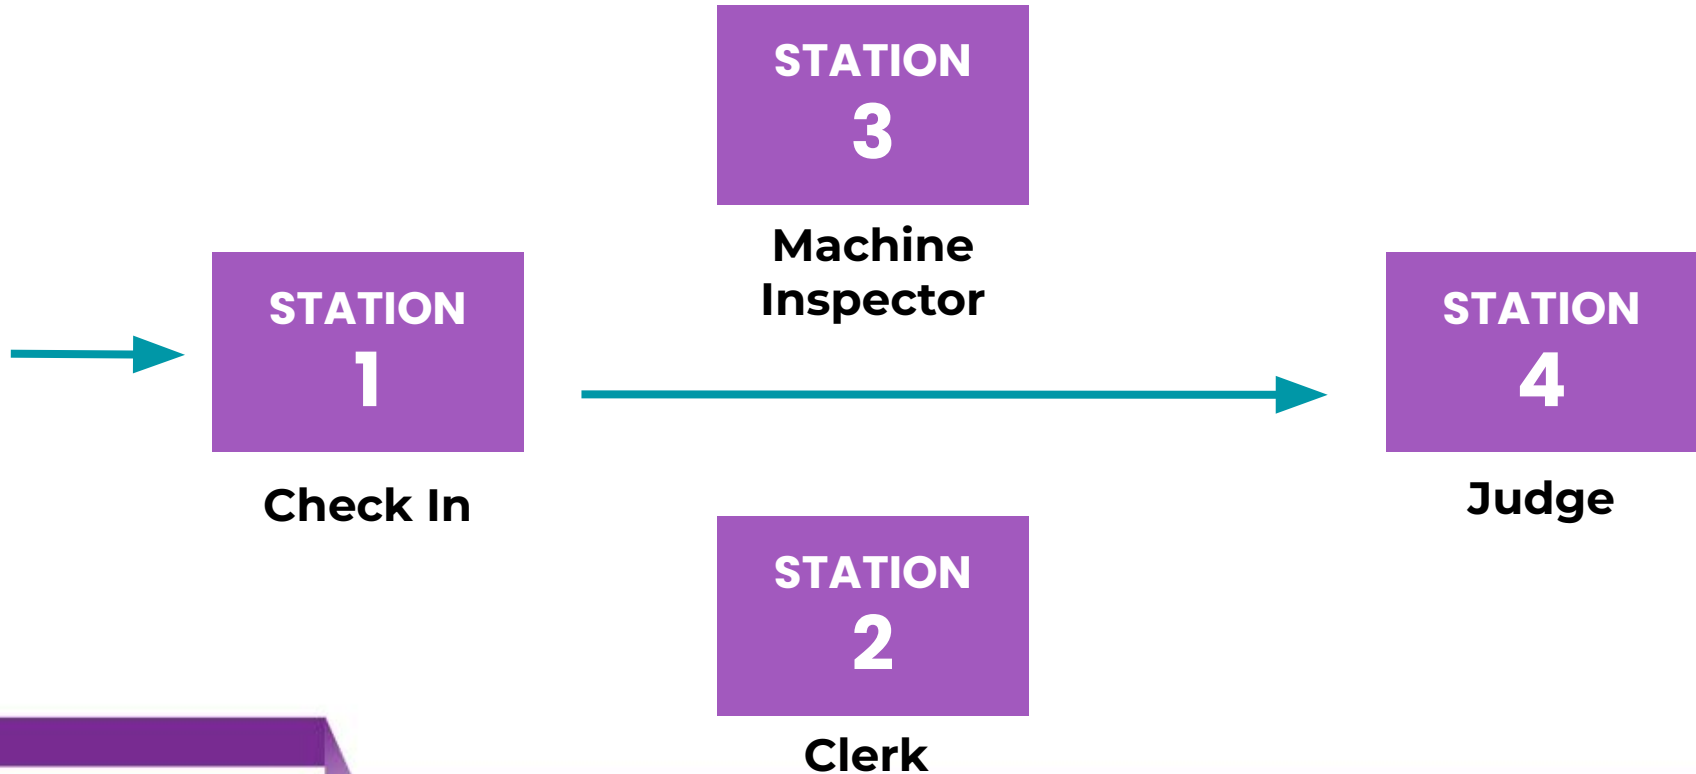 STATION
3
Machine
Inspector
STATION
1
Check In
STATION
4
Judge
STATION
2
Clerk